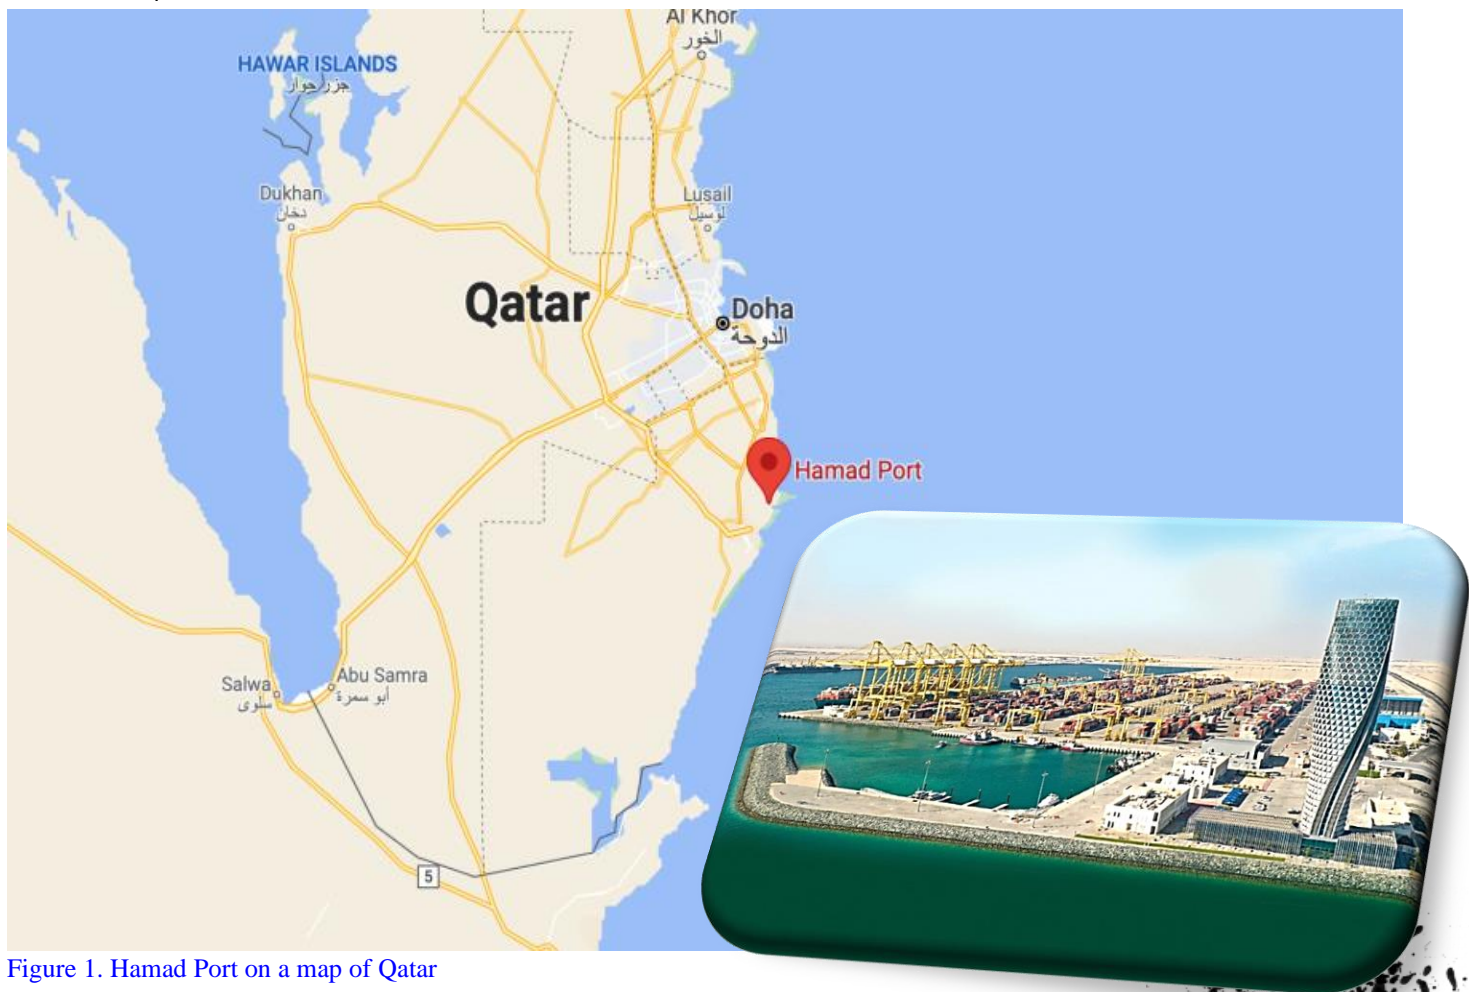 Al Khor
الخور
HAWAR ISLANDS
جزر حوار
Dukhan
دخان
Lusail
لوسيل
Qatar
Doha
الدوحة
Hamad Port
Salwa
سلوى
Abu Samra
أبو سمرة
5
Figure 1. Hamad Port on a map of Qatar